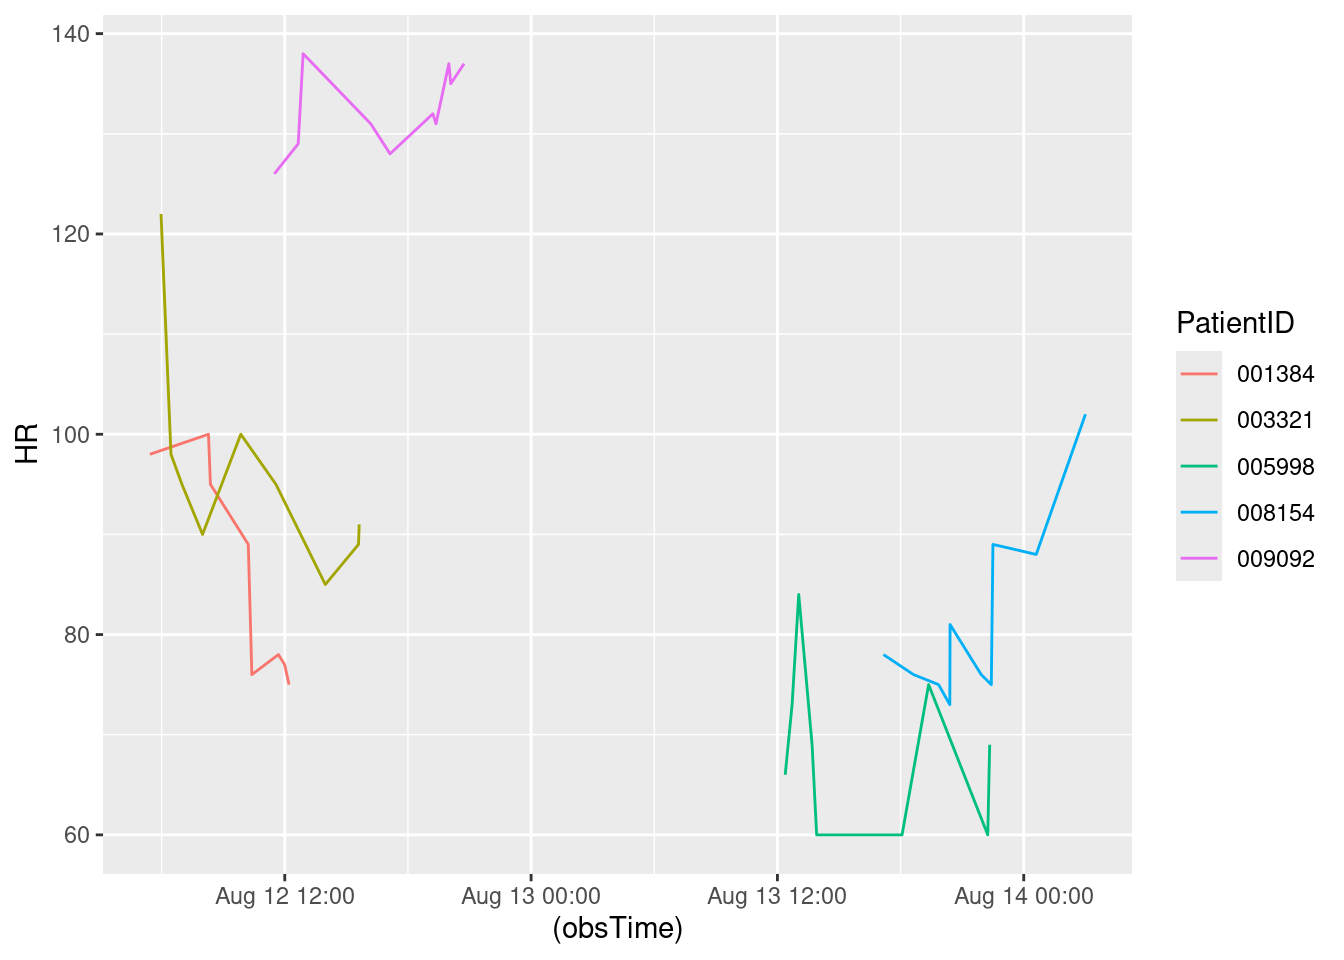 140
120
100
80
60
HR
Aug 12 12:00
Aug 13 00:00
Aug 13 12:00
Aug 14 00:00
(obsTime)
PatientID
001384
003321
005998
008154
009092